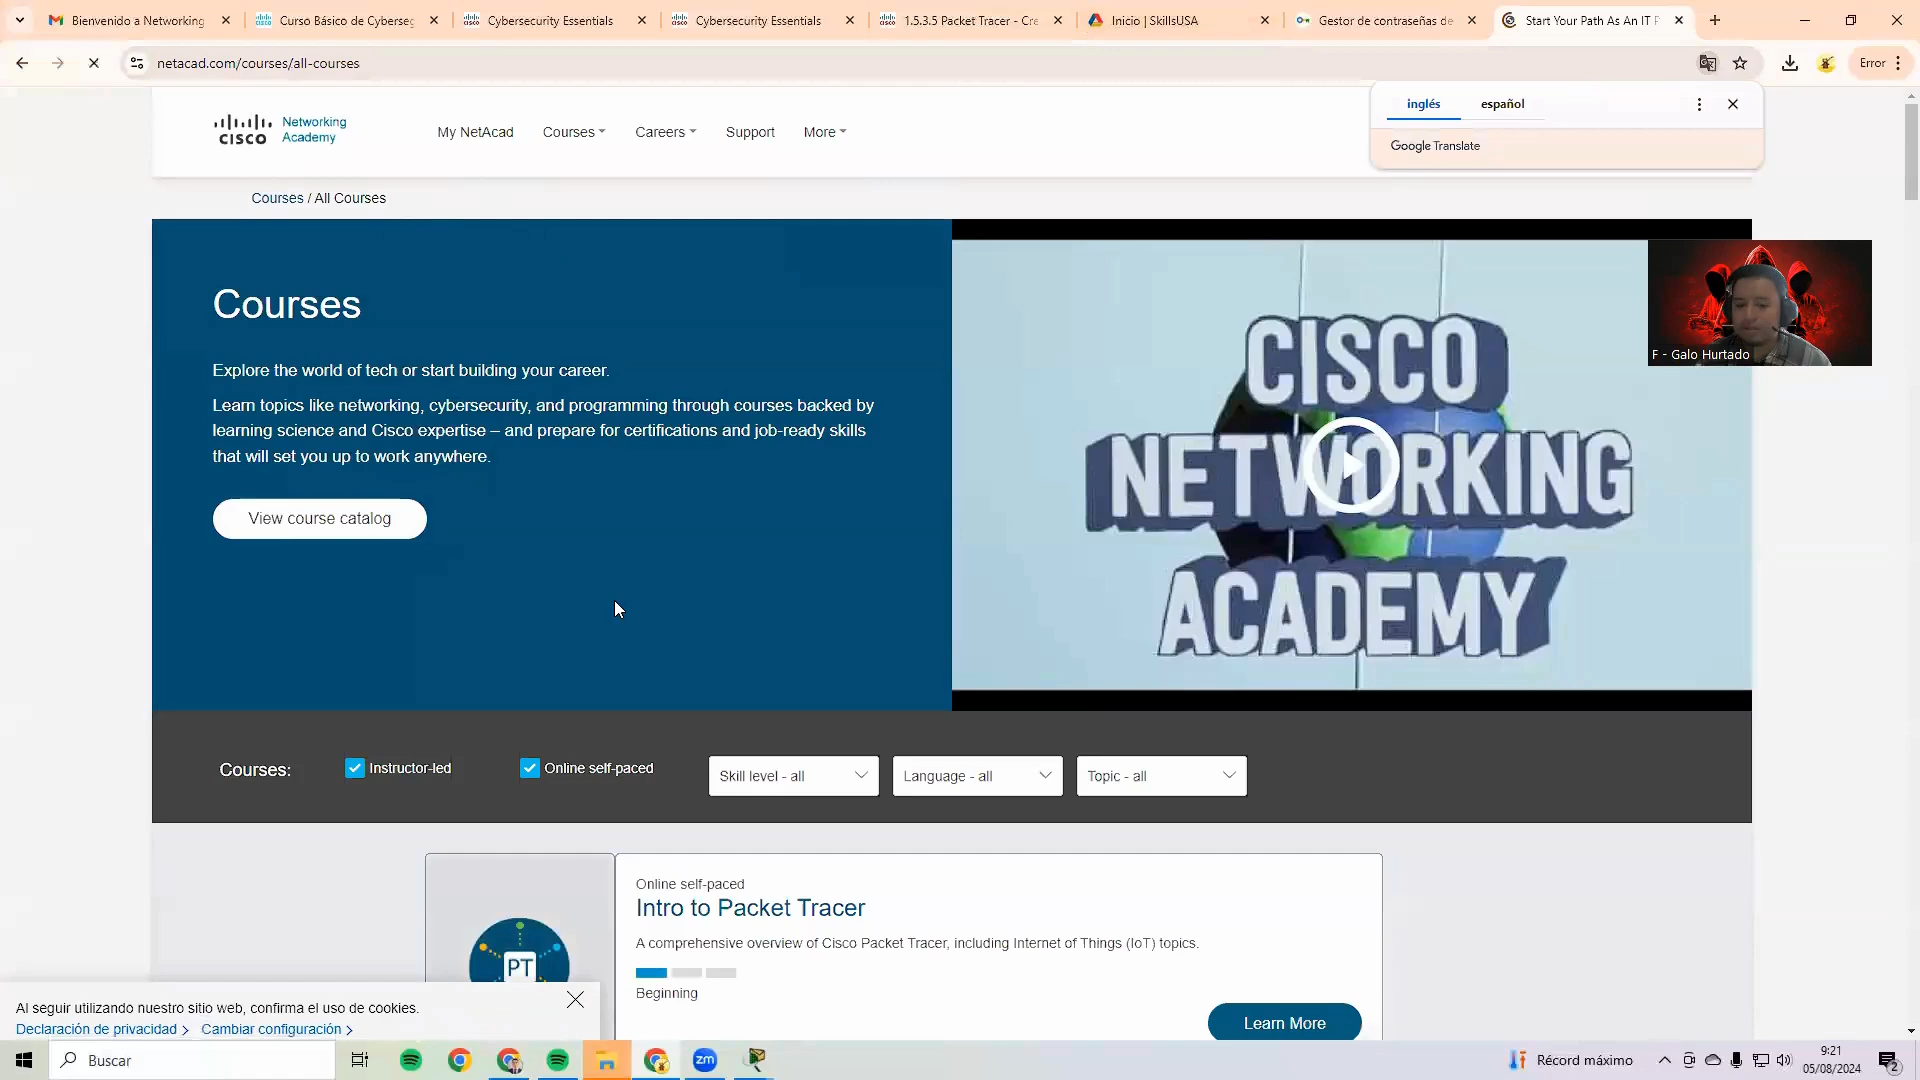 Bienvenido a Networking
Curso Básico de Cyberseg
Cybersecurity Essentials
Cybersecurity Essentials
1.5.3.5 Packet Tracer - Cre
Inicio | SkillsUSA
Gestor de contraseñas de
Start Your Path As An IT P
netacad.com/courses/all-courses
Error
inglés
español
Google Translate
CISCO
Networking
Academy
My NetAcad
Courses
Careers
Support
More
Courses / All Courses
Courses
Explore the world of tech or start building your career.
Learn topics like networking, cybersecurity, and programming through courses backed by
learning science and Cisco expertise – and prepare for certifications and job-ready skills
that will set you up to work anywhere.
View course catalog
CISCO
NETWORKING
ACADEMY
F - Galo Hurtado
Courses:
Instructor-led
Online self-paced
Skill level - all
Language - all
Topic - all
PT
Online self-paced
Intro to Packet Tracer
A comprehensive overview of Cisco Packet Tracer, including Internet of Things (IoT) topics.
Beginning
Learn More
Al seguir utilizando nuestro sitio web, confirma el uso de cookies.
Declaración de privacidad >
Cambiar configuración >
Buscar
zm
Récord máximo
9:21
05/08/2024
2